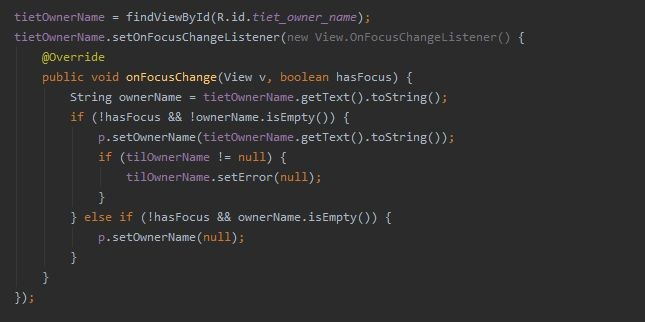 tietOwnerName = findViewById(R.id.tiet_owner_name);
tietOwnerName.setOnFocusChangeListener(new View.OnFocusChangeListener() {
    @Override
    public void onFocusChange(View v, boolean hasFocus) {
        String ownerName = tietOwnerName.getText().toString();
        if (!hasFocus && !ownerName.isEmpty()) {
            p.setOwnerName(tietOwnerName.getText().toString());
            if (tilOwnerName != null) {
                tilOwnerName.setError(null);
            }
        } else if (!hasFocus && ownerName.isEmpty()) {
            p.setOwnerName(null);
        }
    }
});